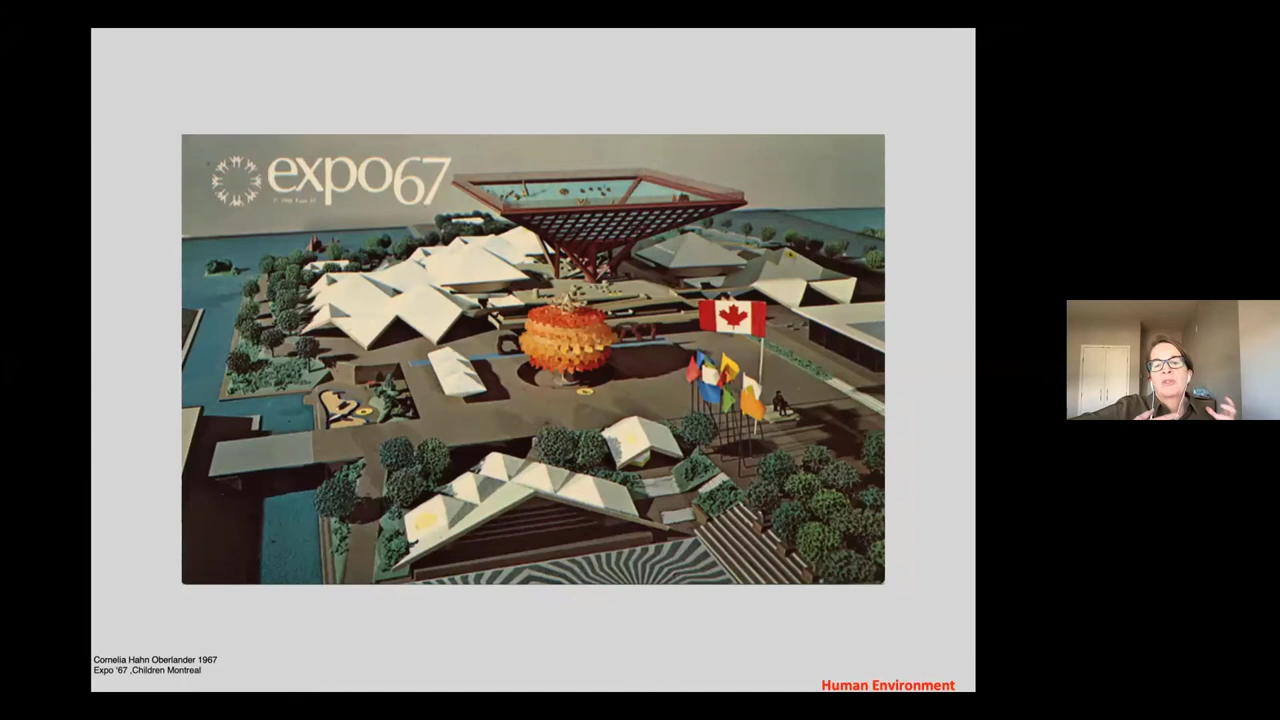 expo67
Cornelia Hahn Oberlander 1967
Expo '67 ,Children Montreal
Human Environment